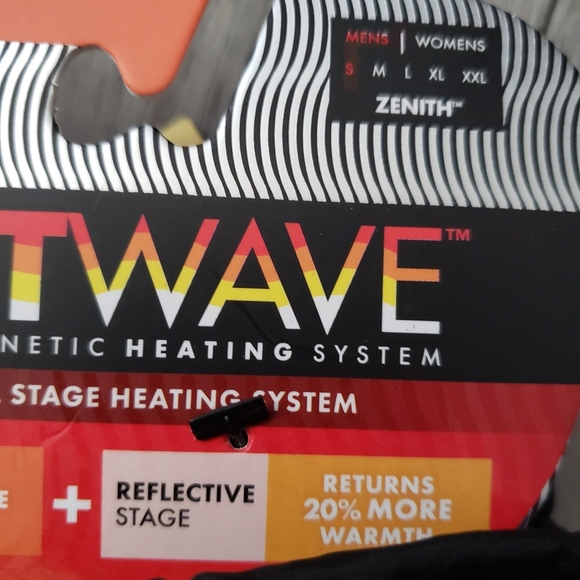 MENS | WOMENS
S M L XL XXL
ZENITH™
TWAVE™
NETIC HEATING SYSTEM
STAGE HEATING SYSTEM
E + REFLECTIVE STAGE
RETURNS
20% MORE
WARMTH